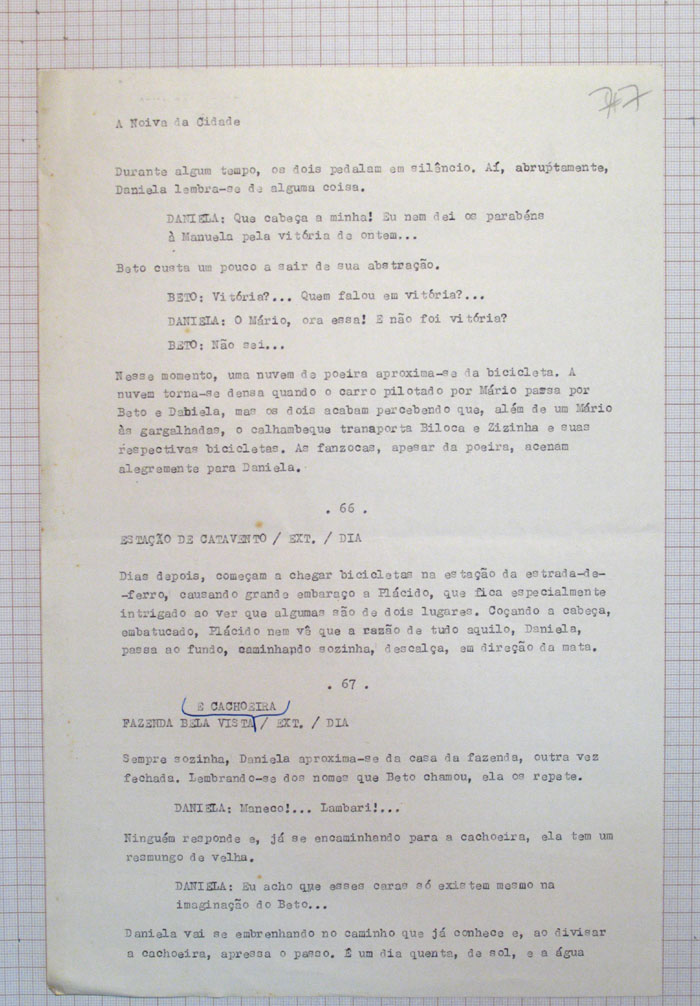 A Noiva da Cidade
Durante algum tempo, os dois pedalam em silêncio. Aí, abruptamente,
Daniela lembra-se de alguma coisa.
DANIELA: Que cabeça a minha! Eu nem dei os parabéns
à Manuela pela vitória de ontem...
Beto custa um pouco a sair de sua abstração.
BETO: Vitória?... Quem falou em vitória?...
DANIELA: O Mário, ora essa! E não foi vitória?
BETO: Não sei...
Nesse momento, uma nuvem de poeira aproxima-se da bicicleta. A
nuvem torna-se densa quando o carro pilotado por Mário passa por
Beto e Dabiela, mas os dois acabam percebendo que, além de um Mário
às gargalhadas, o calhambeque transporta Biloca e Zizinha e suas
respectivas bicicletas. As fanzocas, apesar da poeira, acenam
alegremente para Daniela.
. 66 .
ESTAÇÃO DE CATAVENTO / EXT. / DIA
Dias depois, começam a chegar bicicletas na estação da estrada-de-
-ferro, causando grande embaraço a Plácido, que fica especialmente
intrigado ao ver que algumas são de dois lugares. Coçando a cabeça,
embatucado, Plácido nem vê que a razão de tudo aquilo, Daniela,
passa ao fundo, caminhando sozinha, descalça, em direção da mata.
. 67 .
E CACHOEIRA
FAZENDA BELA VISTA / EXT. / DIA
Sempre sozinha, Daniela aproxima-se da casa da fazenda, outra vez
fechada. Lembrando-se dos nomes que Beto chamou, ela os repete.
DANIELA: Maneco!... Lambari!...
Ninguém responde e, já se encaminhando para a cachoeira, ela tem um
resmungo de velha.
DANIELA: Eu acho que esses caras só existem mesmo na
imaginação do Beto...
Daniela vai se embrenhando no caminho que já conhece e, ao divisar
a cachoeira, apressa o passo. É um dia quente, de sol, e a água